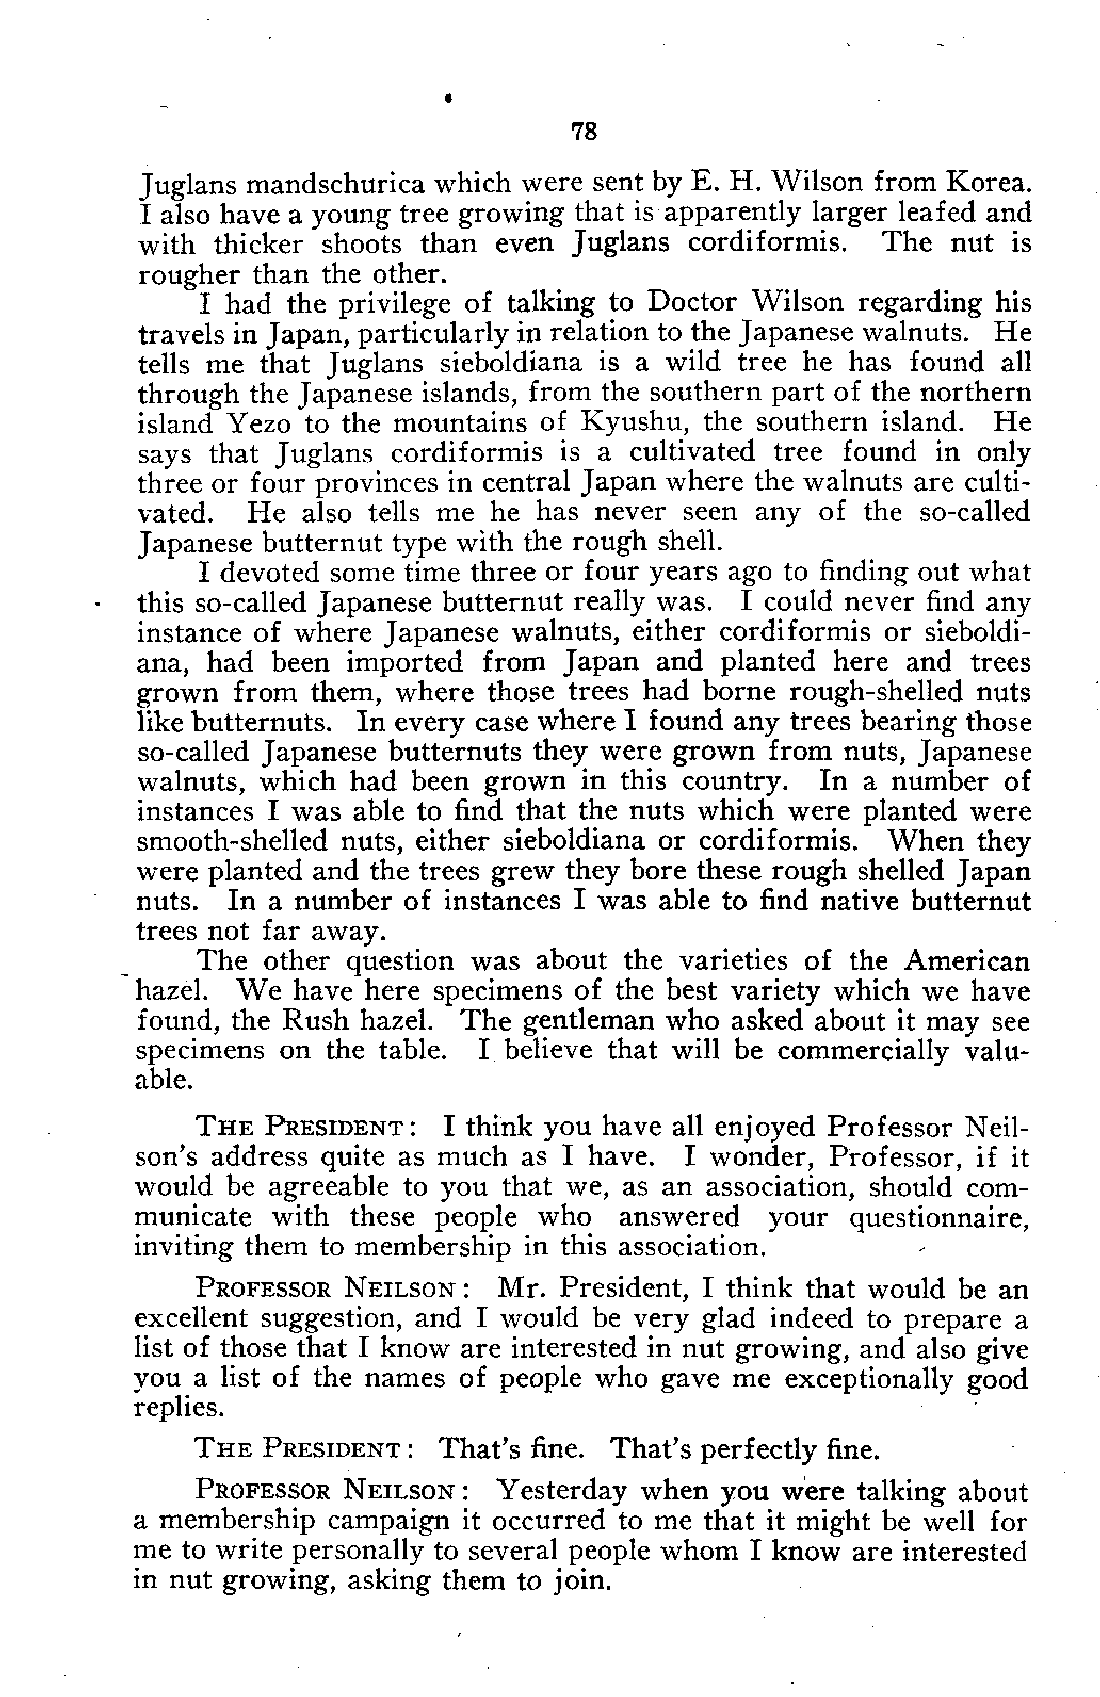 78
Juglans mandschurica which were sent by E. H. Wilson from Korea.
I also have a young tree growing that is apparently larger leafed and
with thicker shoots than even Juglans cordiformis. The nut is
rougher than the other.
I had the privilege of talking to Doctor Wilson regarding his
travels in Japan, particularly in relation to the Japanese walnuts. He
tells me that Juglans sieboldiana is a wild tree he has found all
through the Japanese islands, from the southern part of the northern
island Yezo to the mountains of Kyushu, the southern island. He
says that Juglans cordiformis is a cultivated tree found in only
three or four provinces in central Japan where the walnuts are culti-
vated. He also tells me he has never seen any of the so-called
Japanese butternut type with the rough shell.
I devoted some time three or four years ago to finding out what
this so-called Japanese butternut really was. I could never find any
instance of where Japanese walnuts, either cordiformis or sieboldi-
ana, had been imported from Japan and planted here and trees
grown from them, where those trees had borne rough-shelled nuts
like butternuts. In every case where I found any trees bearing those
so-called Japanese butternuts they were grown from nuts, Japanese
walnuts, which had been grown in this country. In a number of
instances I was able to find that the nuts which were planted were
smooth-shelled nuts, either sieboldiana or cordiformis. When they
were planted and the trees grew they bore these rough shelled Japan
nuts. In a number of instances I was able to find native butternut
trees not far away.
The other question was about the varieties of the American
hazel. We have here specimens of the best variety which we have
found, the Rush hazel. The gentleman who asked about it may see
specimens on the table. I believe that will be commercially valu-
able.
THE PRESIDENT: I think you have all enjoyed Professor Neil-
son's address quite as much as I have. I wonder, Professor, if it
would be agreeable to you that we, as an association, should com-
municate with these people who answered your questionnaire,
inviting them to membership in this association.
PROFESSOR NEILSON: Mr. President, I think that would be an
excellent suggestion, and I would be very glad indeed to prepare a
list of those that I know are interested in nut growing, and also give
you a list of the names of people who gave me exceptionally good
replies.
THE PRESIDENT: That's fine. That's perfectly fine.
PROFESSOR NEILSON: Yesterday when you were talking about
a membership campaign it occurred to me that it might be well for
me to write personally to several people whom I know are interested
in nut growing, asking them to join.